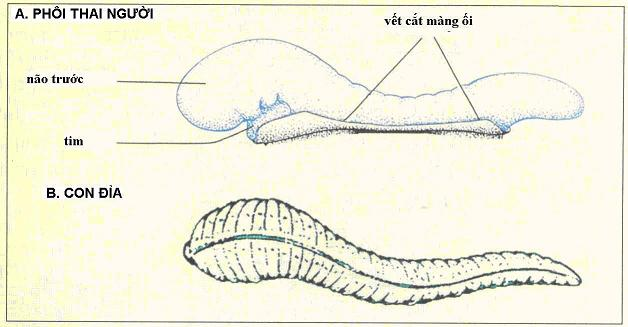 A. PHÔI THAI NGƯỜI
vết cắt màng ối
não trước
tim
B. CON ĐỈA